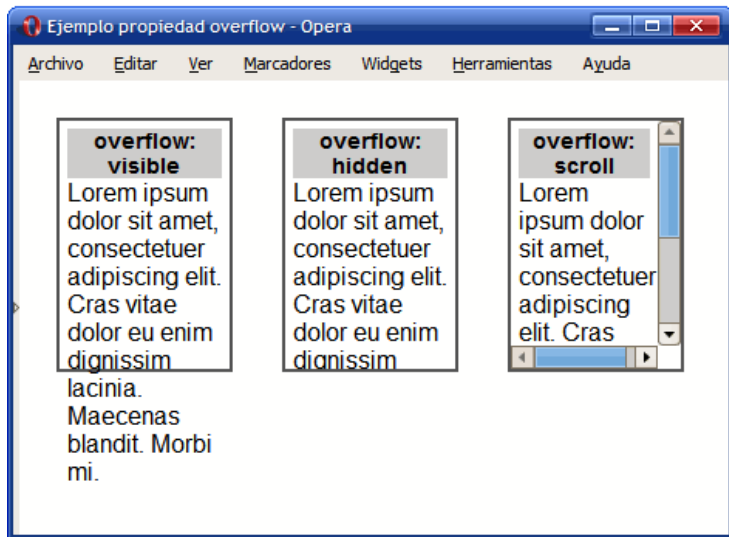 Ejemplo propiedad overflow - Opera
Archivo Editar Ver Marcadores Widgets Herramientas Ayuda
overflow:
visible
Lorem ipsum
dolor sit amet,
consectetuer
adipiscing elit.
Cras vitae
dolor eu enim
dignissim
lacinia.
Maecenas
blandit. Morbi
mi.
overflow:
hidden
Lorem ipsum
dolor sit amet,
consectetuer
adipiscing elit.
Cras vitae
dolor eu enim
dignissim
overflow:
scroll
Lorem
ipsum dolor
sit amet,
consectetuer
adipiscing
elit. Cras